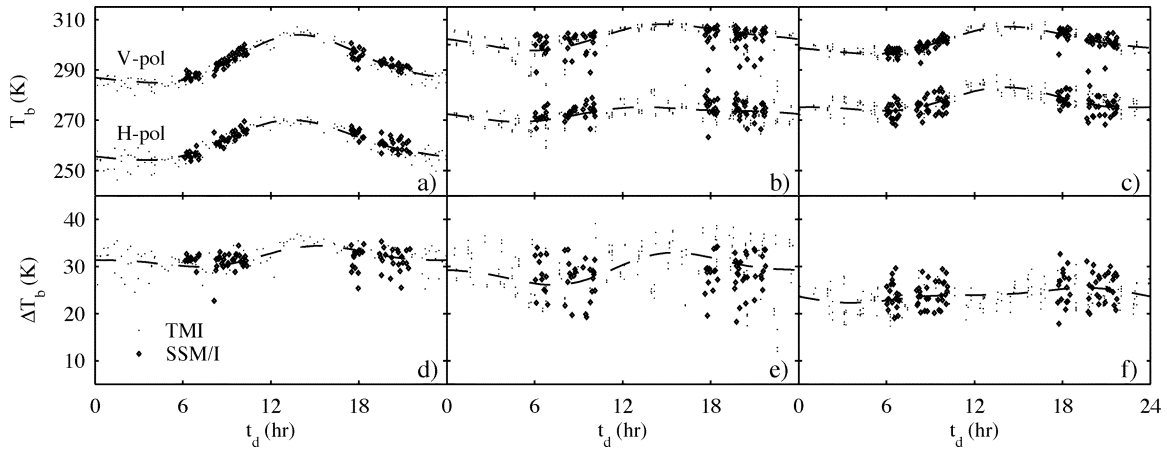 310
290
270
250
T_b (K)
V-pol
H-pol
a)
b)
c)
40
30
20
10
ΔT_b (K)
TMI
SSM/I
d)
e)
f)
0 6 12 18 0 6 12 18 0 6 12 18 24
t_d (hr) t_d (hr) t_d (hr)